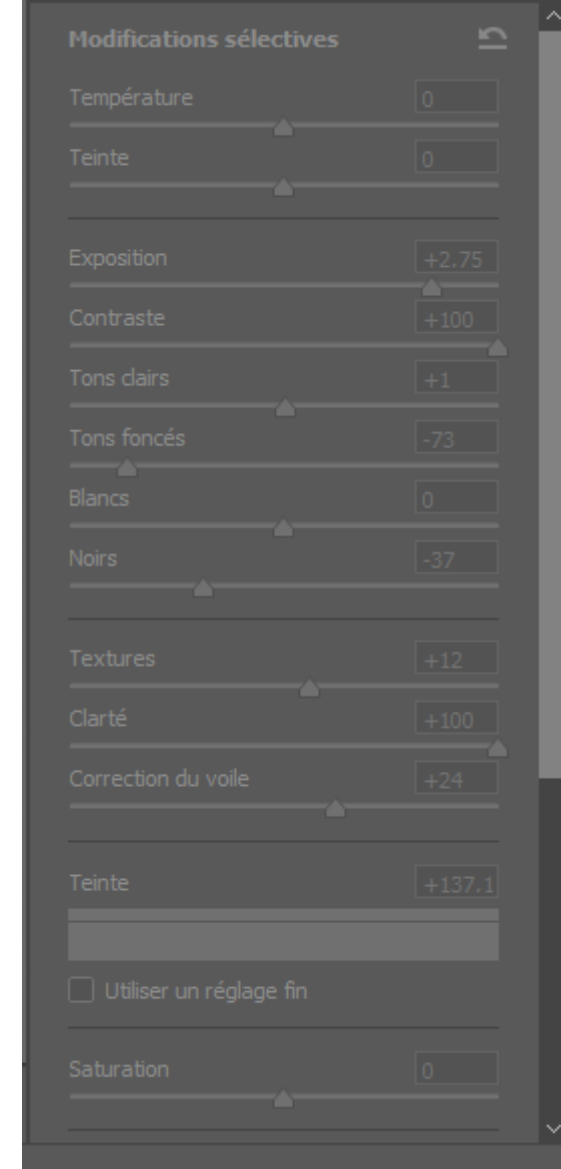 Modifications sélectives
Température 0
Teinte 0
Exposition +2.75
Contraste +100
Tons clairs +1
Tons foncés -73
Blancs 0
Noirs -37
Textures +12
Clarté +100
Correction du voile +24
Teinte +137.1
Utiliser un réglage fin
Saturation 0